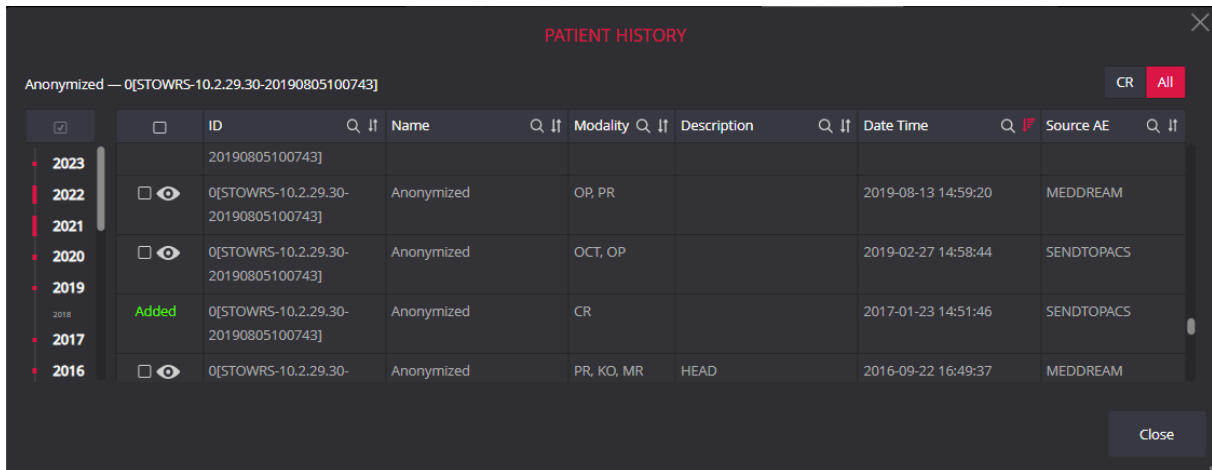 PATIENT HISTORY
Anonymized — 0[STOWRS-10.2.29.30-20190805100743]
CR All
ID Name Modality Description Date Time Source AE
2023
2022
2021
2020
2019
2018
2017
2016
20190805100743]
0[STOWRS-10.2.29.30- Anonymized OP, PR 2019-08-13 14:59:20 MEDDREAM
20190805100743]
0[STOWRS-10.2.29.30- Anonymized OCT, OP 2019-02-27 14:58:44 SENDTOPACS
20190805100743]
Added 0[STOWRS-10.2.29.30- Anonymized CR 2017-01-23 14:51:46 SENDTOPACS
20190805100743]
0[STOWRS-10.2.29.30- Anonymized PR, KO, MR HEAD 2016-09-22 16:49:37 MEDDREAM
Close